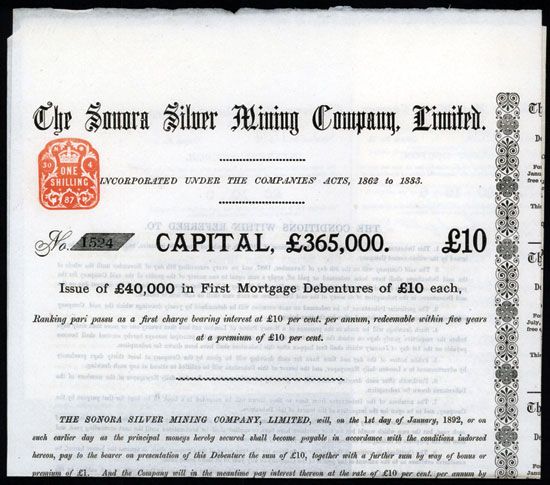 The Sonora Silver Mining Company, Limited.
INCORPORATED UNDER THE COMPANIES' ACTS, 1862 to 1883.
30 4
ONE
SHILLING
87
No. 1524 CAPITAL, £365,000. £10
Issue of £40,000 in First Mortgage Debentures of £10 each,
Ranking pari passu as a first charge bearing interest at £10 per cent. per annum, redeemable within five years
at a premium of £10 per cent.
THE SONORA SILVER MINING COMPANY, LIMITED, will, on the 1st day of January, 1892, or on
such earlier day as the principal moneys hereby secured shall become payable in accordance with the conditions indorsed
hereon, pay to the bearer on presentation of this Debenture the sum of £10, together with a further sum by way of bonus or
premium of £1. And the Company will in the meantime pay interest thereon at the rate of £10 per cent. per annum by